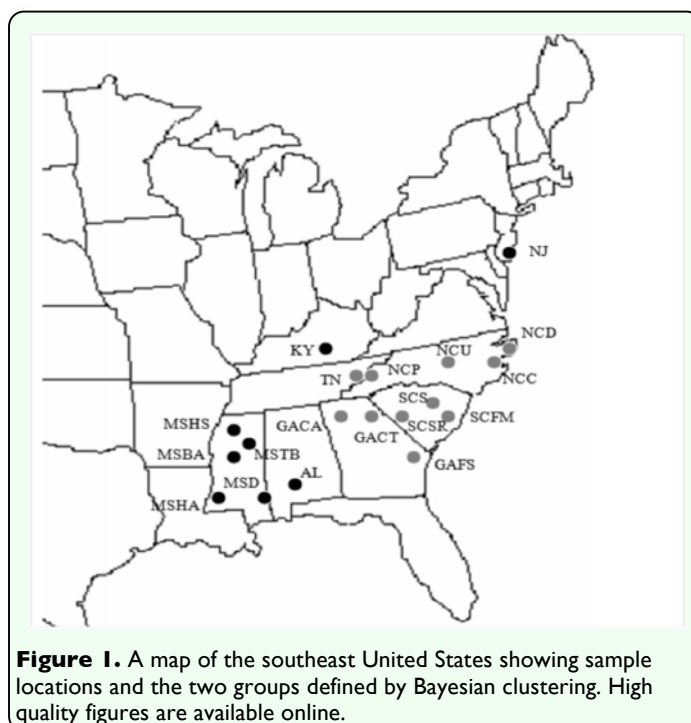 NJ
NCD
KY
NCU
TN
NCP
NCC
SCS
MSHS
GACA
SCSR
SCFM
GACT
MSBA
MSTB
GAFS
AL
MSD
MSHA
Figure 1. A map of the southeast United States showing sample
locations and the two groups defined by Bayesian clustering. High
quality figures are available online.